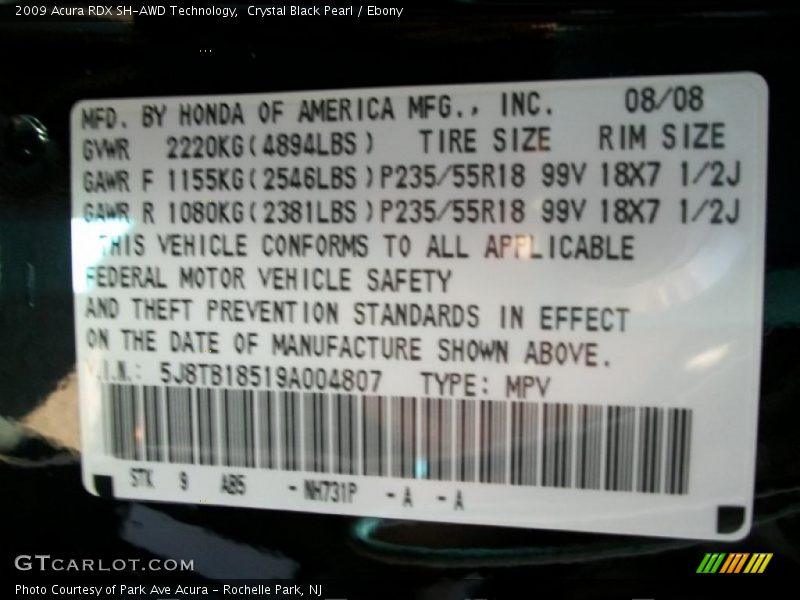 2009 Acura RDX SH-AWD Technology,  Crystal Black Pearl / Ebony
...
MFD. BY HONDA OF AMERICA MFG., INC. 08/08
GVWR 2220KG(4894LBS) TIRE SIZE RIM SIZE
GAWR F 1155KG(2546LBS)P235/55R18 99V 18X7 1/2J
GAWR R 1080KG(2381LBS)P235/55R18 99V 18X7 1/2J
THIS VEHICLE CONFORMS TO ALL APPLICABLE
FEDERAL MOTOR VEHICLE SAFETY
AND THEFT PREVENTION STANDARDS IN EFFECT
ON THE DATE OF MANUFACTURE SHOWN ABOVE.
V.I.N.: 5J8TB18519A004807 TYPE: MPV
STK 9 AB5 -NH731P -A -A
GTCARLOT.COM
Photo Courtesy of Park Ave Acura - Rochelle Park, NJ